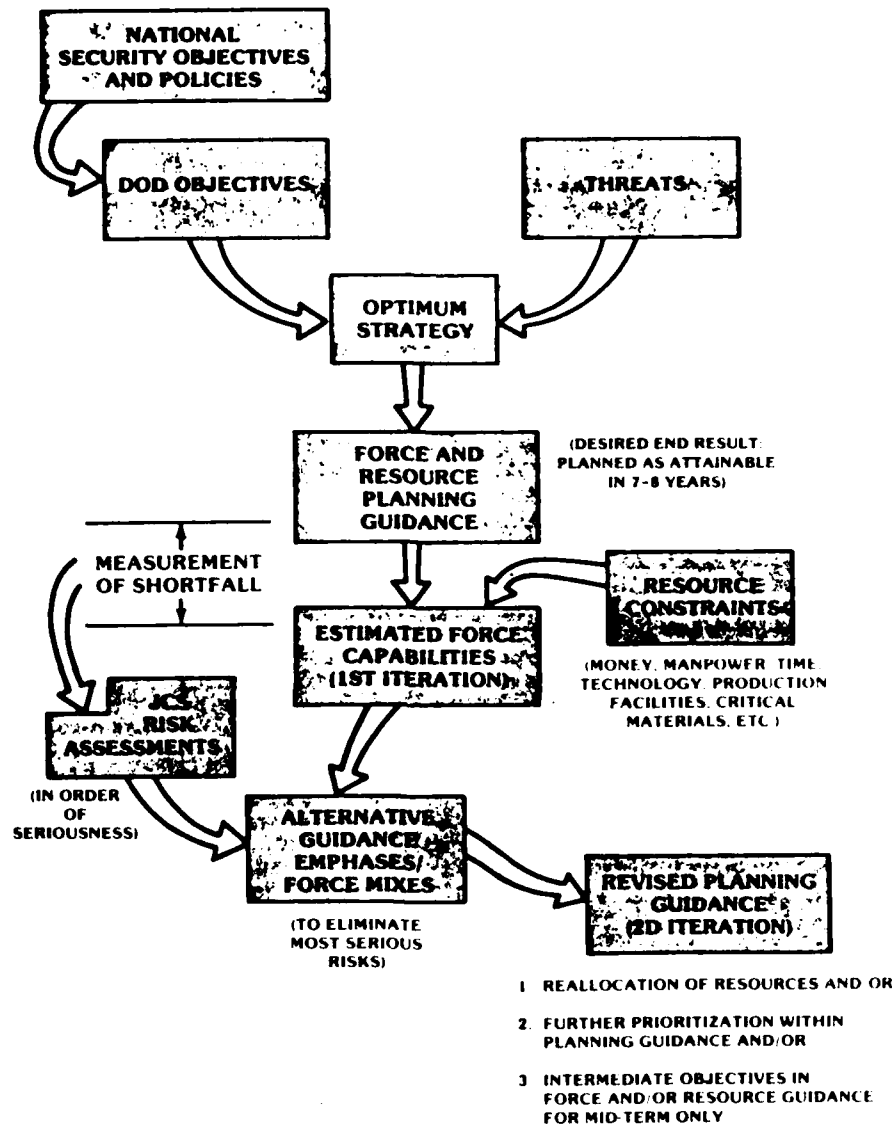 NATIONAL
SECURITY OBJECTIVES
AND POLICIES
DOD OBJECTIVES
THREATS
OPTIMUM
STRATEGY
FORCE AND
RESOURCE
PLANNING
GUIDANCE
(DESIRED END RESULT:
PLANNED AS ATTAINABLE
IN 7-8 YEARS)
MEASUREMENT
OF SHORTFALL
RESOURCE
CONSTRAINTS
ESTIMATED FORCE
CAPABILITIES
(1ST ITERATION)
(MONEY, MANPOWER, TIME,
TECHNOLOGY, PRODUCTION
FACILITIES, CRITICAL
MATERIALS, ETC.)
JCS
RISK
ASSESSMENTS
(IN ORDER
OF
SERIOUSNESS)
ALTERNATIVE
GUIDANCE
EMPHASES/
FORCE MIXES
(TO ELIMINATE
MOST SERIOUS
RISKS)
REVISED PLANNING
GUIDANCE
(2D ITERATION)
1 REALLOCATION OF RESOURCES AND OR
2. FURTHER PRIORITIZATION WITHIN
PLANNING GUIDANCE AND/OR
3 INTERMEDIATE OBJECTIVES IN
FORCE AND/OR RESOURCE GUIDANCE
FOR MID-TERM ONLY